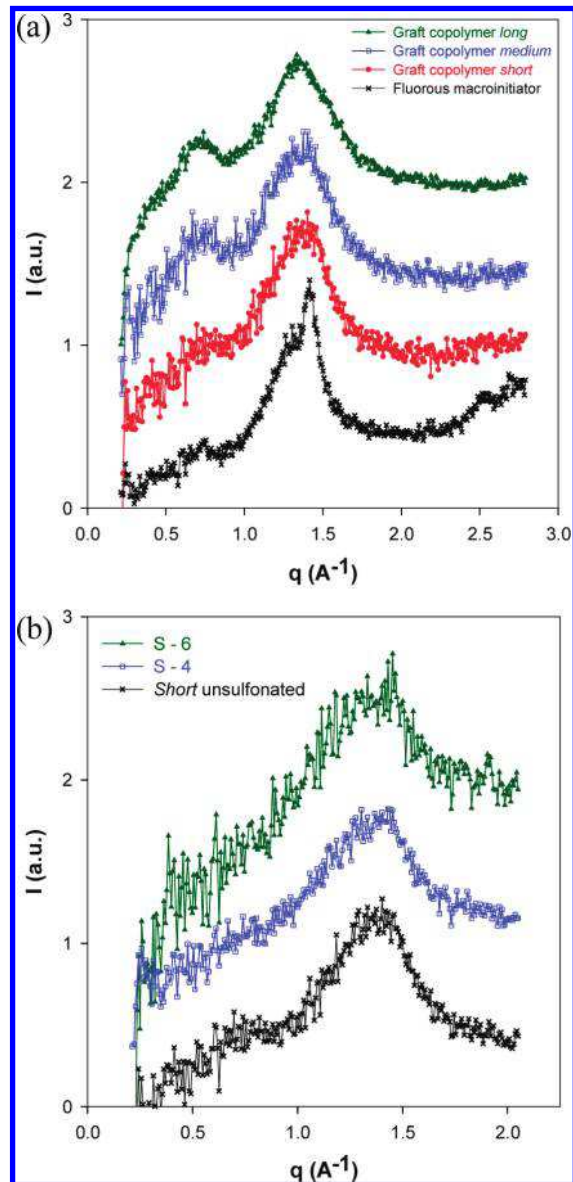 (a)
3
Graft copolymer long
Graft copolymer medium
Graft copolymer short
Fluorous macroinitiator
2
I (a.u.)
1
0
0.0 0.5 1.0 1.5 2.0 2.5 3.0
q (A-1)
(b)
3
S - 6
S - 4
Short unsulfonated
2
I (a.u.)
1
0
0.0 0.5 1.0 1.5 2.0
q (A-1)